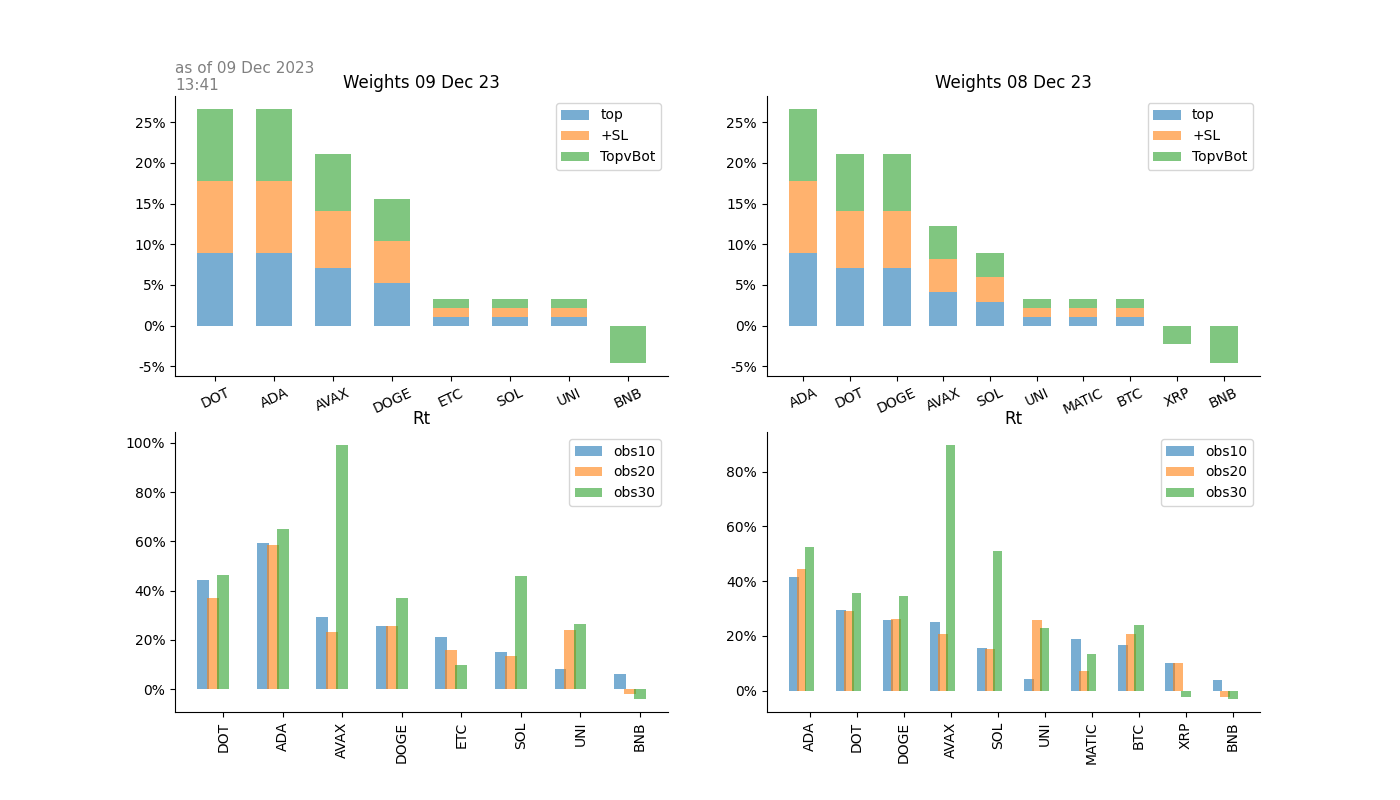 as of 09 Dec 2023
13:41
Weights 09 Dec 23
25%
20%
15%
10%
5%
0%
-5%
top
+SL
TopvBot
DOT ADA AVAX DOGE ETC SOL UNI BNB
Weights 08 Dec 23
25%
20%
15%
10%
5%
0%
-5%
top
+SL
TopvBot
ADA DOT DOGE AVAX SOL UNI MATIC BTC XRP BNB
Rt
100%
80%
60%
40%
20%
0%
obs10
obs20
obs30
DOT ADA AVAX DOGE ETC SOL UNI BNB
Rt
80%
60%
40%
20%
0%
obs10
obs20
obs30
ADA DOT DOGE AVAX SOL UNI MATIC BTC XRP BNB